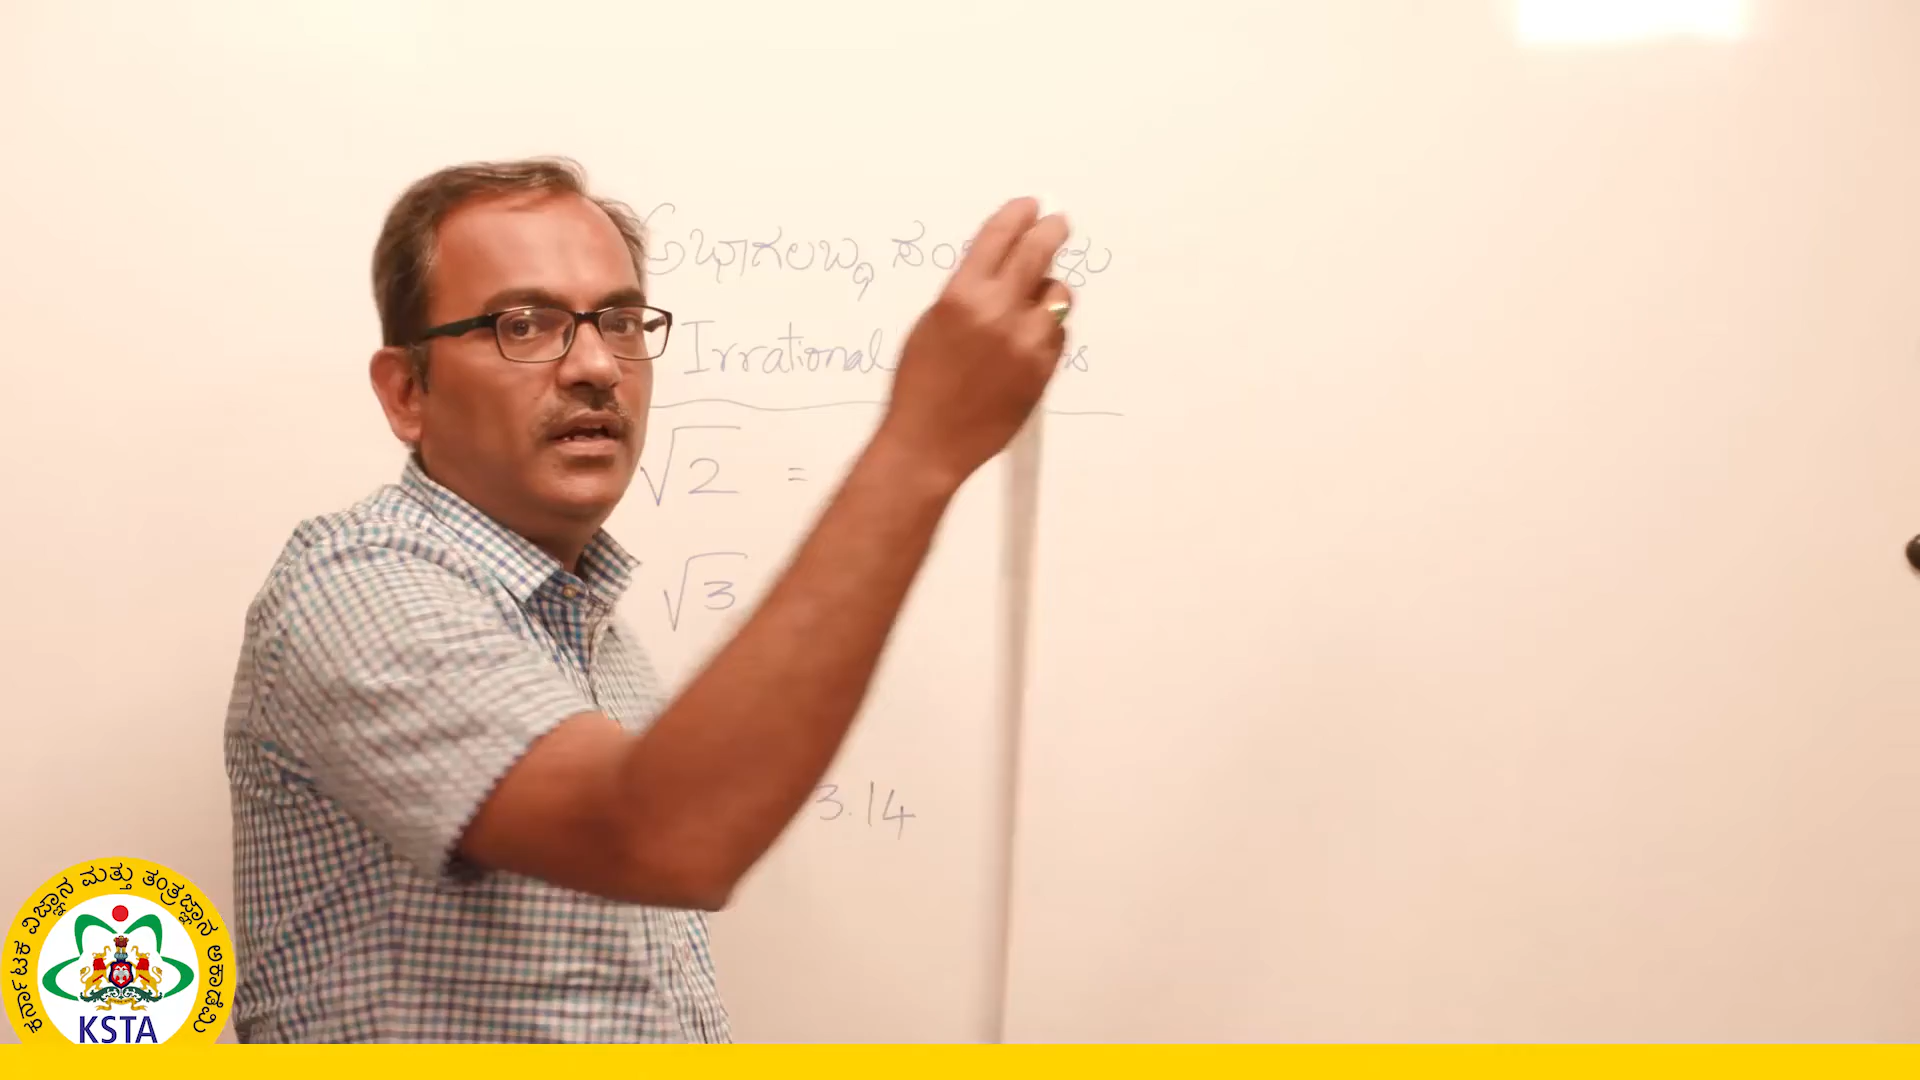 ಅಭಾಗಲಬ್ಧ
Irrational
√2 =
√3
3.14
ಕರ್ನಾಟಕ ವಿಜ್ಞಾನ ಮತ್ತು ತಂತ್ರಜ್ಞಾನ ಅಕಾಡೆಮಿ
KSTA